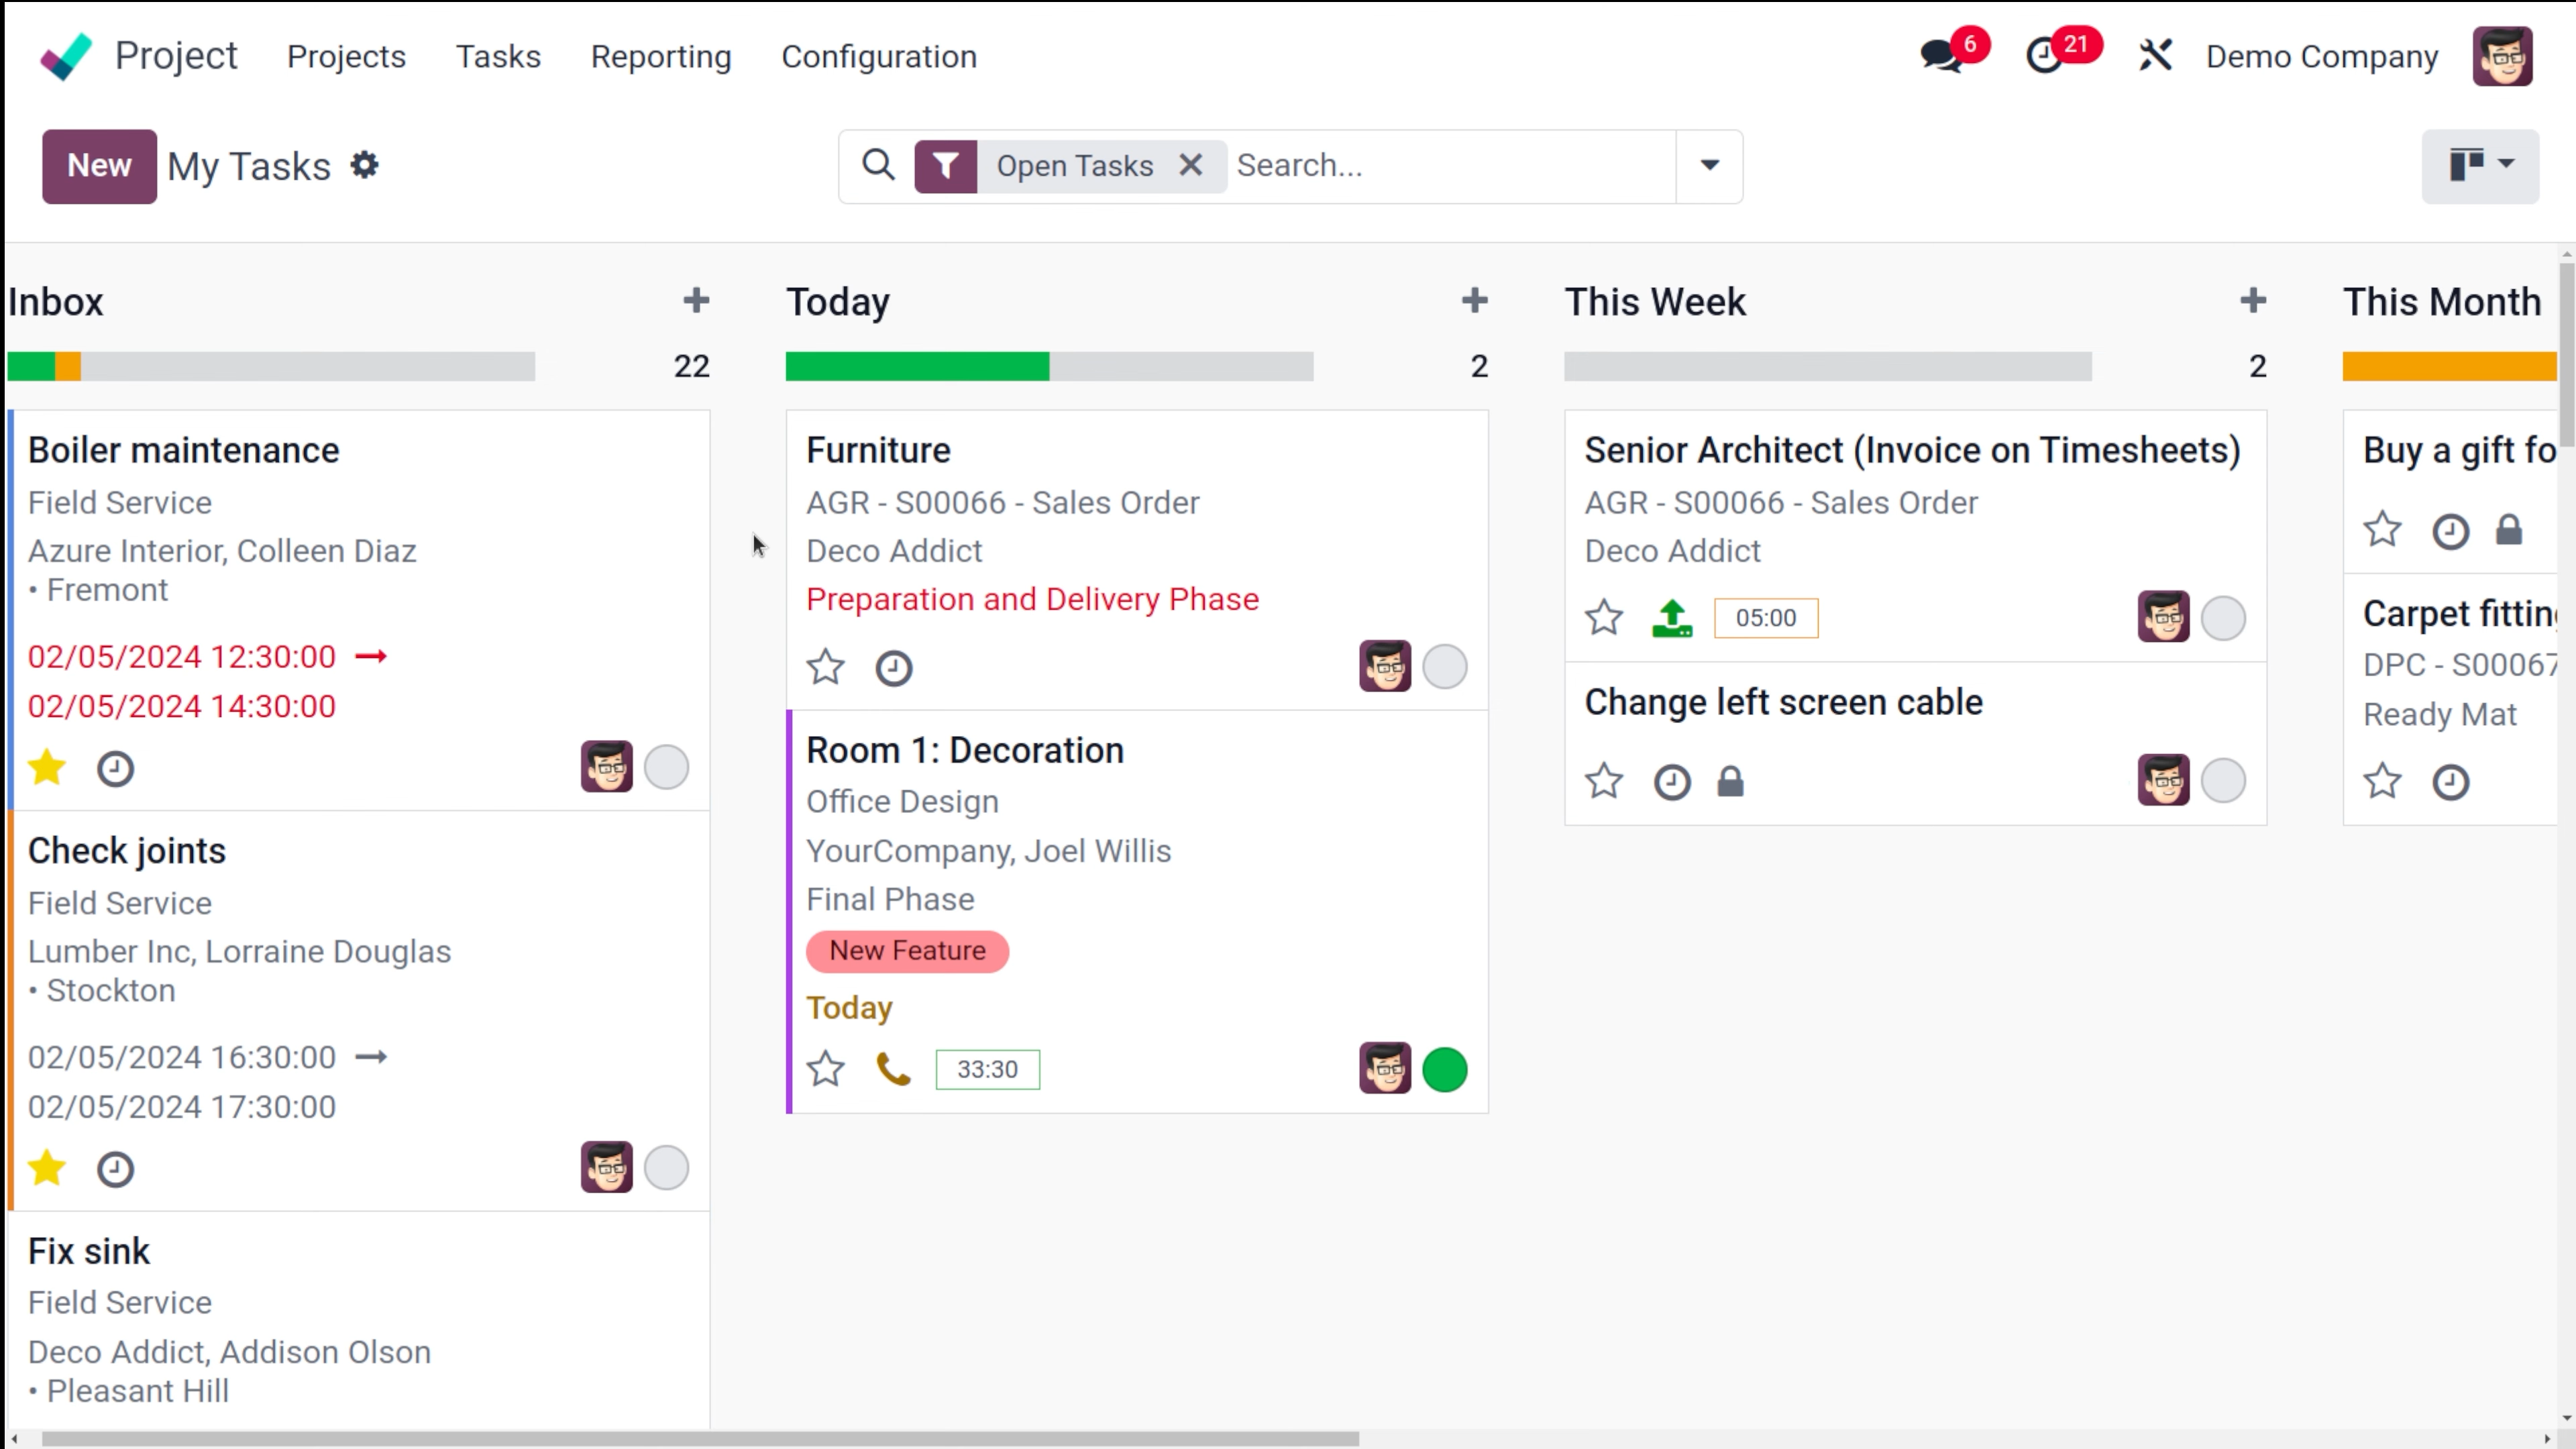 Project Projects Tasks Reporting Configuration 6 21 Demo Company
New My Tasks Open Tasks Search...
Inbox
22
Boiler maintenance
Field Service
Azure Interior, Colleen Diaz
• Fremont
02/05/2024 12:30:00 →
02/05/2024 14:30:00
Check joints
Field Service
Lumber Inc, Lorraine Douglas
• Stockton
02/05/2024 16:30:00 →
02/05/2024 17:30:00
Fix sink
Field Service
Deco Addict, Addison Olson
• Pleasant Hill
Today
2
Furniture
AGR - S00066 - Sales Order
Deco Addict
Preparation and Delivery Phase
Room 1: Decoration
Office Design
YourCompany, Joel Willis
Final Phase
New Feature
Today
33:30
This Week
2
Senior Architect (Invoice on Timesheets)
AGR - S00066 - Sales Order
Deco Addict
05:00
Change left screen cable
This Month
Buy a gift fo
Carpet fitting
DPC - S00067
Ready Mat